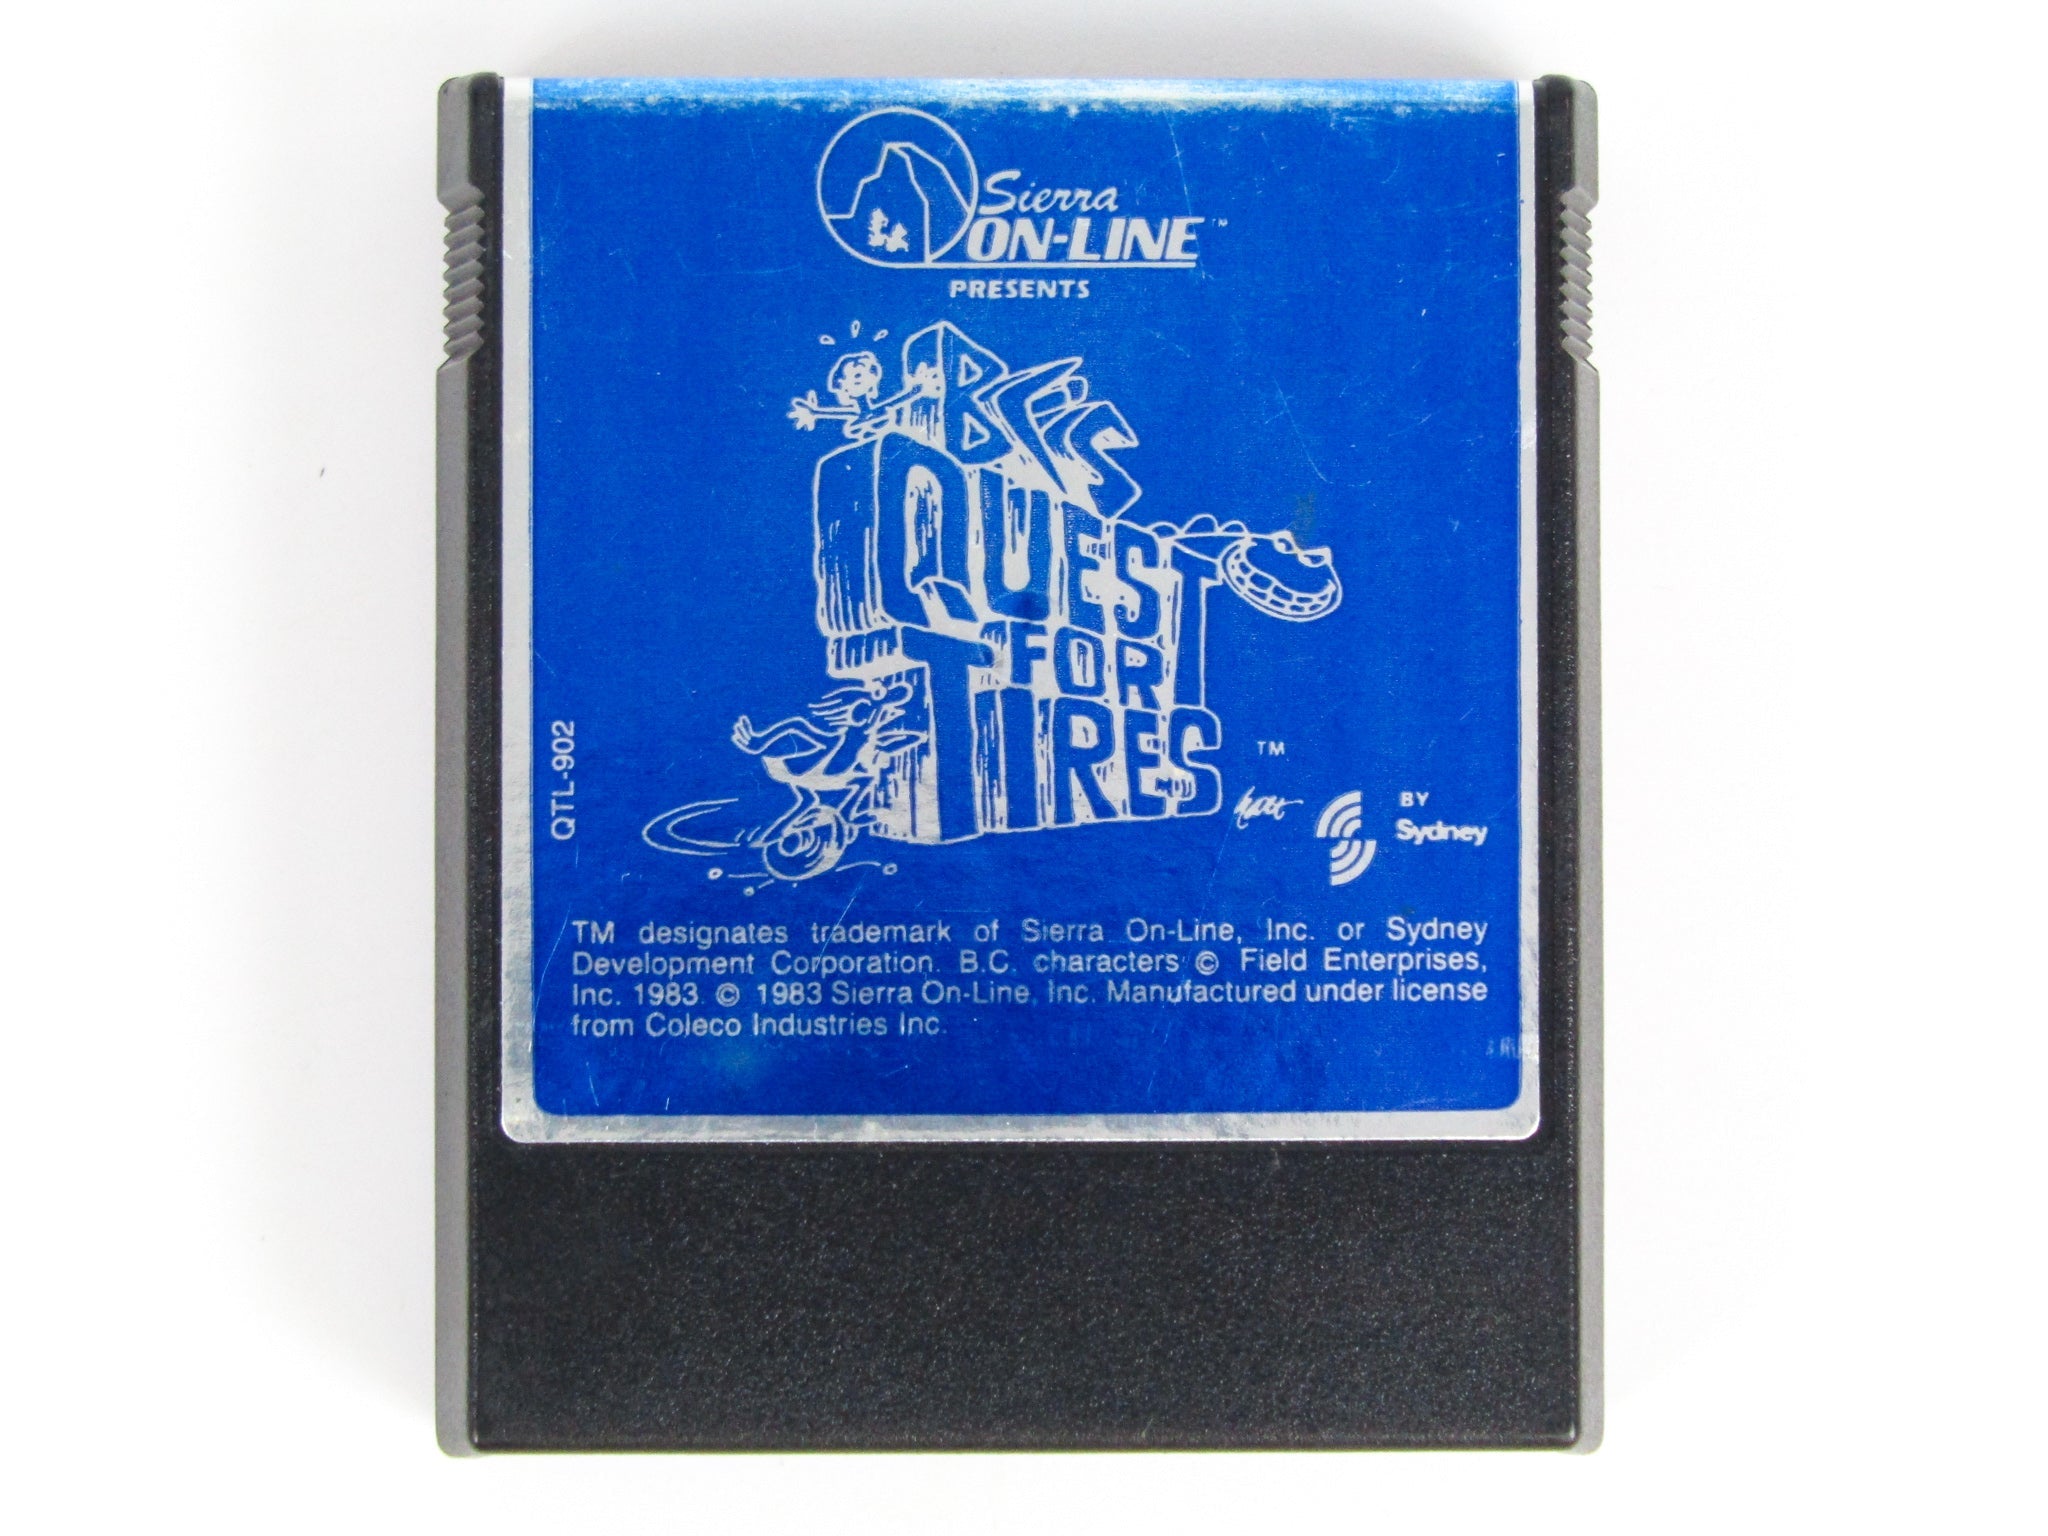 Sierra
ON-LINE™
PRESENTS
B.C.'s
QUEST
FOR
TIRES
™
hart
BY
Sydney
QTL-902
TM designates trademark of Sierra On-Line, Inc. or Sydney
Development Corporation. B.C. characters © Field Enterprises,
Inc. 1983. © 1983 Sierra On-Line, Inc. Manufactured under license
from Coleco Industries Inc.